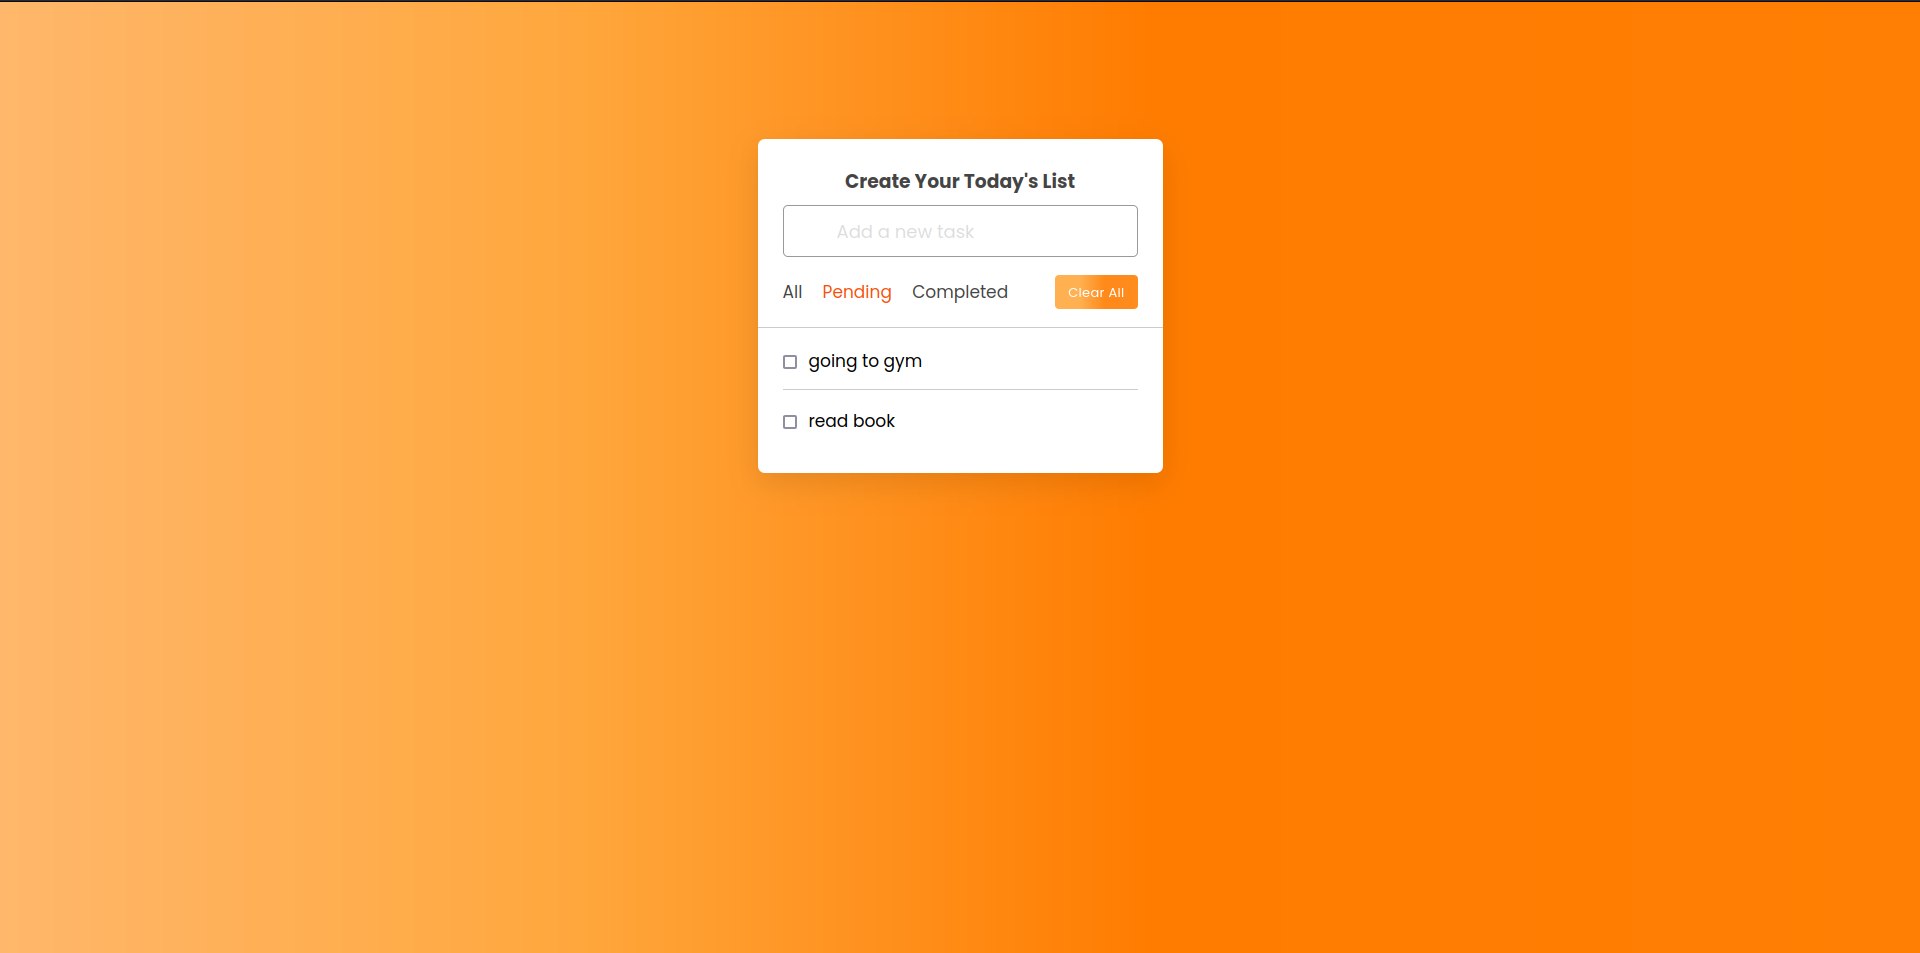 Create Your Today's List
Add a new task
All Pending Completed Clear All
going to gym
read book